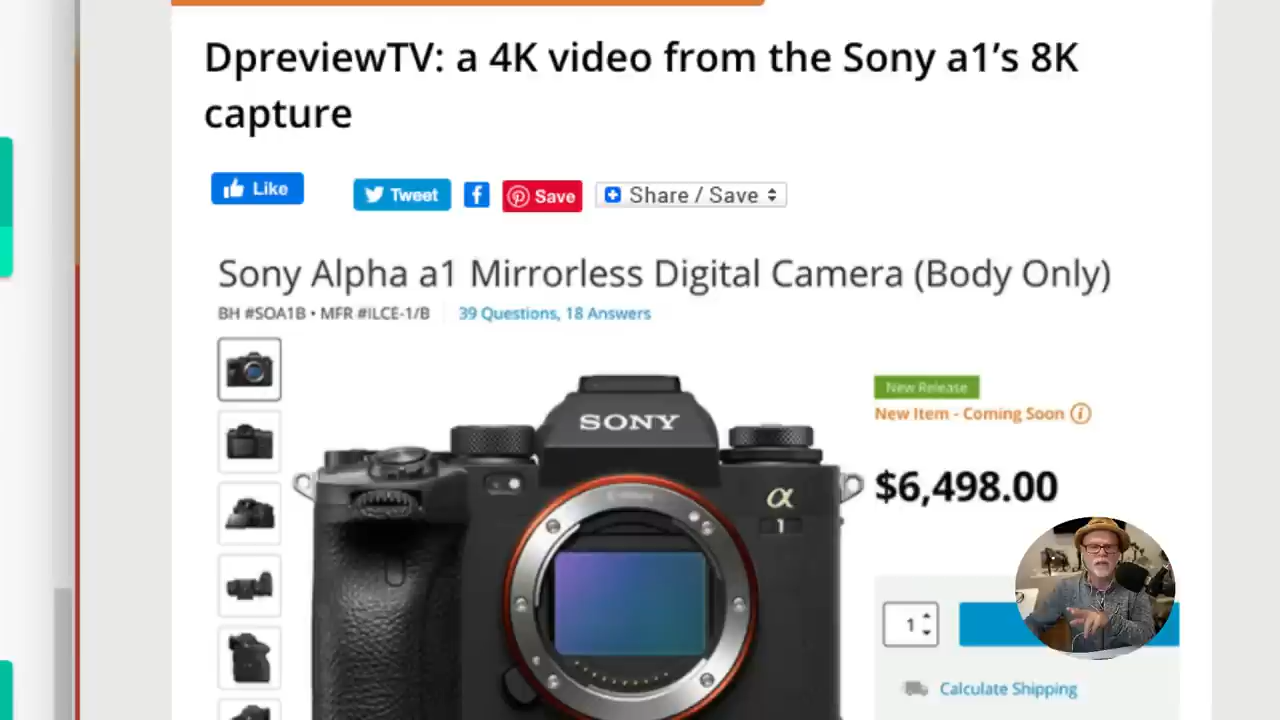 DpreviewTV: a 4K video from the Sony a1's 8K
capture
Like
Tweet
Save
Share / Save
Sony Alpha a1 Mirrorless Digital Camera (Body Only)
BH #SOA1B • MFR #ILCE-1/B
39 Questions, 18 Answers
New Release
New Item - Coming Soon
$6,498.00
SONY
α
1
1
Calculate Shipping